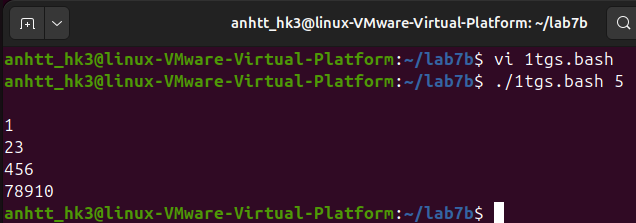 anhtt_hk3@linux-VMware-Virtual-Platform: ~/lab7b
anhtt_hk3@linux-VMware-Virtual-Platform:~/lab7b$ vi 1tgs.bash
anhtt_hk3@linux-VMware-Virtual-Platform:~/lab7b$ ./1tgs.bash 5
1
23
456
78910
anhtt_hk3@linux-VMware-Virtual-Platform:~/lab7b$